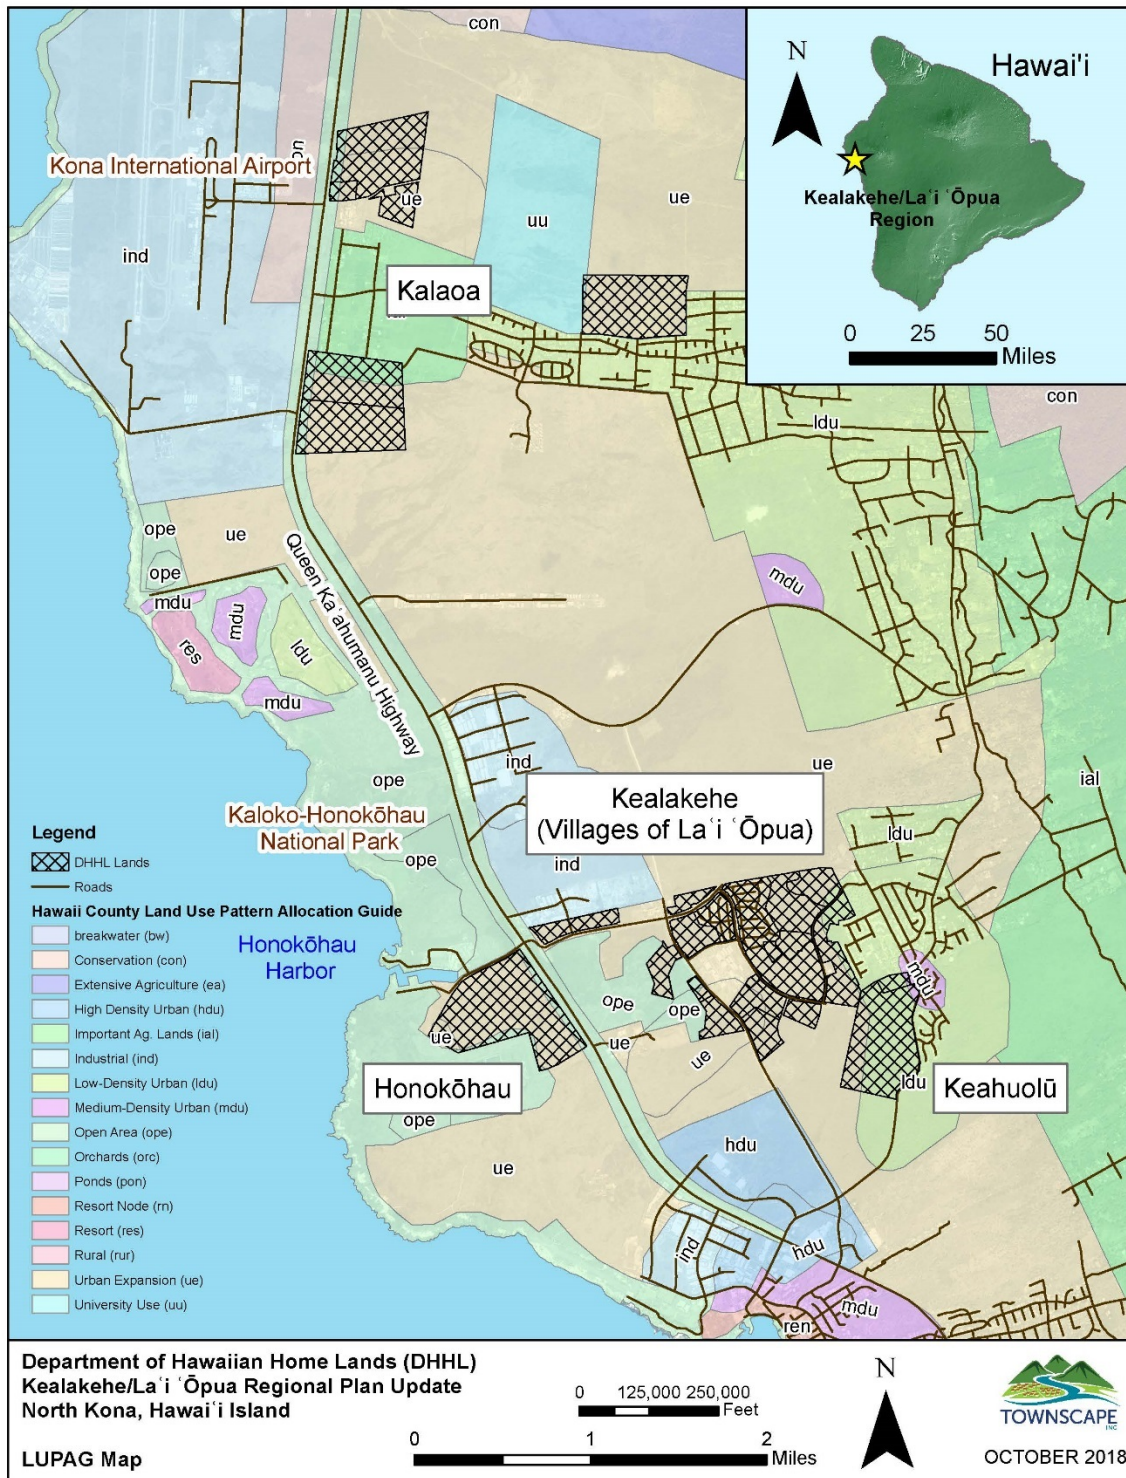 con
N
Hawai'i
Kealakehe/Laʻi ʻŌpua
Region
0 25 50
Miles
Kona International Airport
con
ue
uu
ue
ind
Kalaoa
ial
con
ldu
ope
ue
ope
mdu
mdu
mdu
res
ldu
mdu
Queen Kaʻahumanu Highway
ope
ind
ue
Kealakehe
(Villages of Laʻi ʻŌpua)
ial
Kaloko-Honokōhau
National Park
ope
ind
ldu
Honokōhau
Harbor
mdu
ope
ope
ue
ue
ue
Honokōhau
ldu
Keahuolū
ope
hdu
ue
ind
hdu
mdu
ren
Legend
DHHL Lands
Roads
Hawaii County Land Use Pattern Allocation Guide
breakwater (bw)
Conservation (con)
Extensive Agriculture (ea)
High Density Urban (hdu)
Important Ag. Lands (ial)
Industrial (ind)
Low-Density Urban (ldu)
Medium-Density Urban (mdu)
Open Area (ope)
Orchards (orc)
Ponds (pon)
Resort Node (rn)
Resort (res)
Rural (rur)
Urban Expansion (ue)
University Use (uu)
Department of Hawaiian Home Lands (DHHL)
Kealakehe/Laʻi ʻŌpua Regional Plan Update
North Kona, Hawaiʻi Island
LUPAG Map
0 125,000 250,000
Feet
0 1 2
Miles
N
TOWNSCAPE
INC
OCTOBER 2018